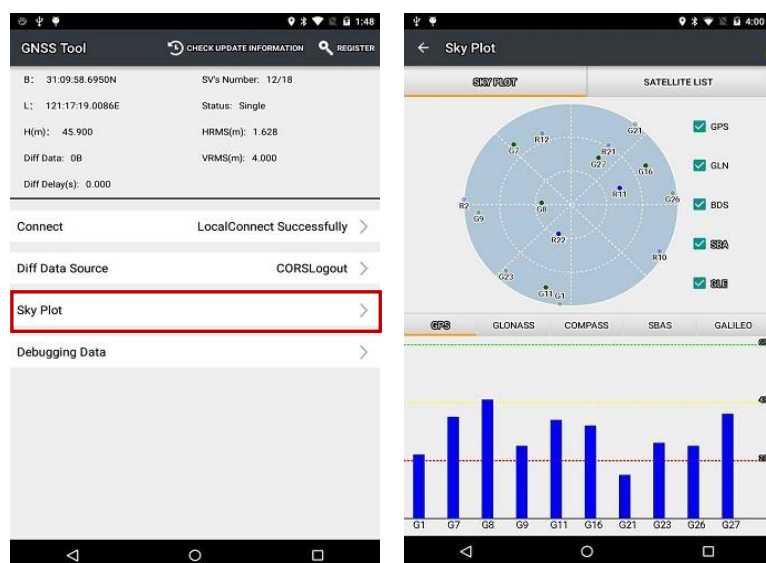 1:48
GNSS Tool
CHECK UPDATE INFORMATION
REGISTER
B: 31:09:58.6950N
SV's Number: 12/18
L: 121:17:19.0086E
Status: Single
H(m): 45.900
HRMS(m): 1.628
Diff Data: 0B
VRMS(m): 4.000
Diff Delay(s): 0.000
Connect
LocalConnect Successfully
Diff Data Source
CORSLogout
Sky Plot
Debugging Data
4:00
Sky Plot
SKY PLOT
SATELLITE LIST
G21
R12
G7
R21
G27
G16
R11
G26
R2
G9
G8
R22
R10
G23
G11
G1
GPS
GLN
BDS
SBA
GLE
GPS
GLONASS
COMPASS
SBAS
GALILEO
G1
G7
G8
G9
G11
G16
G21
G23
G26
G27